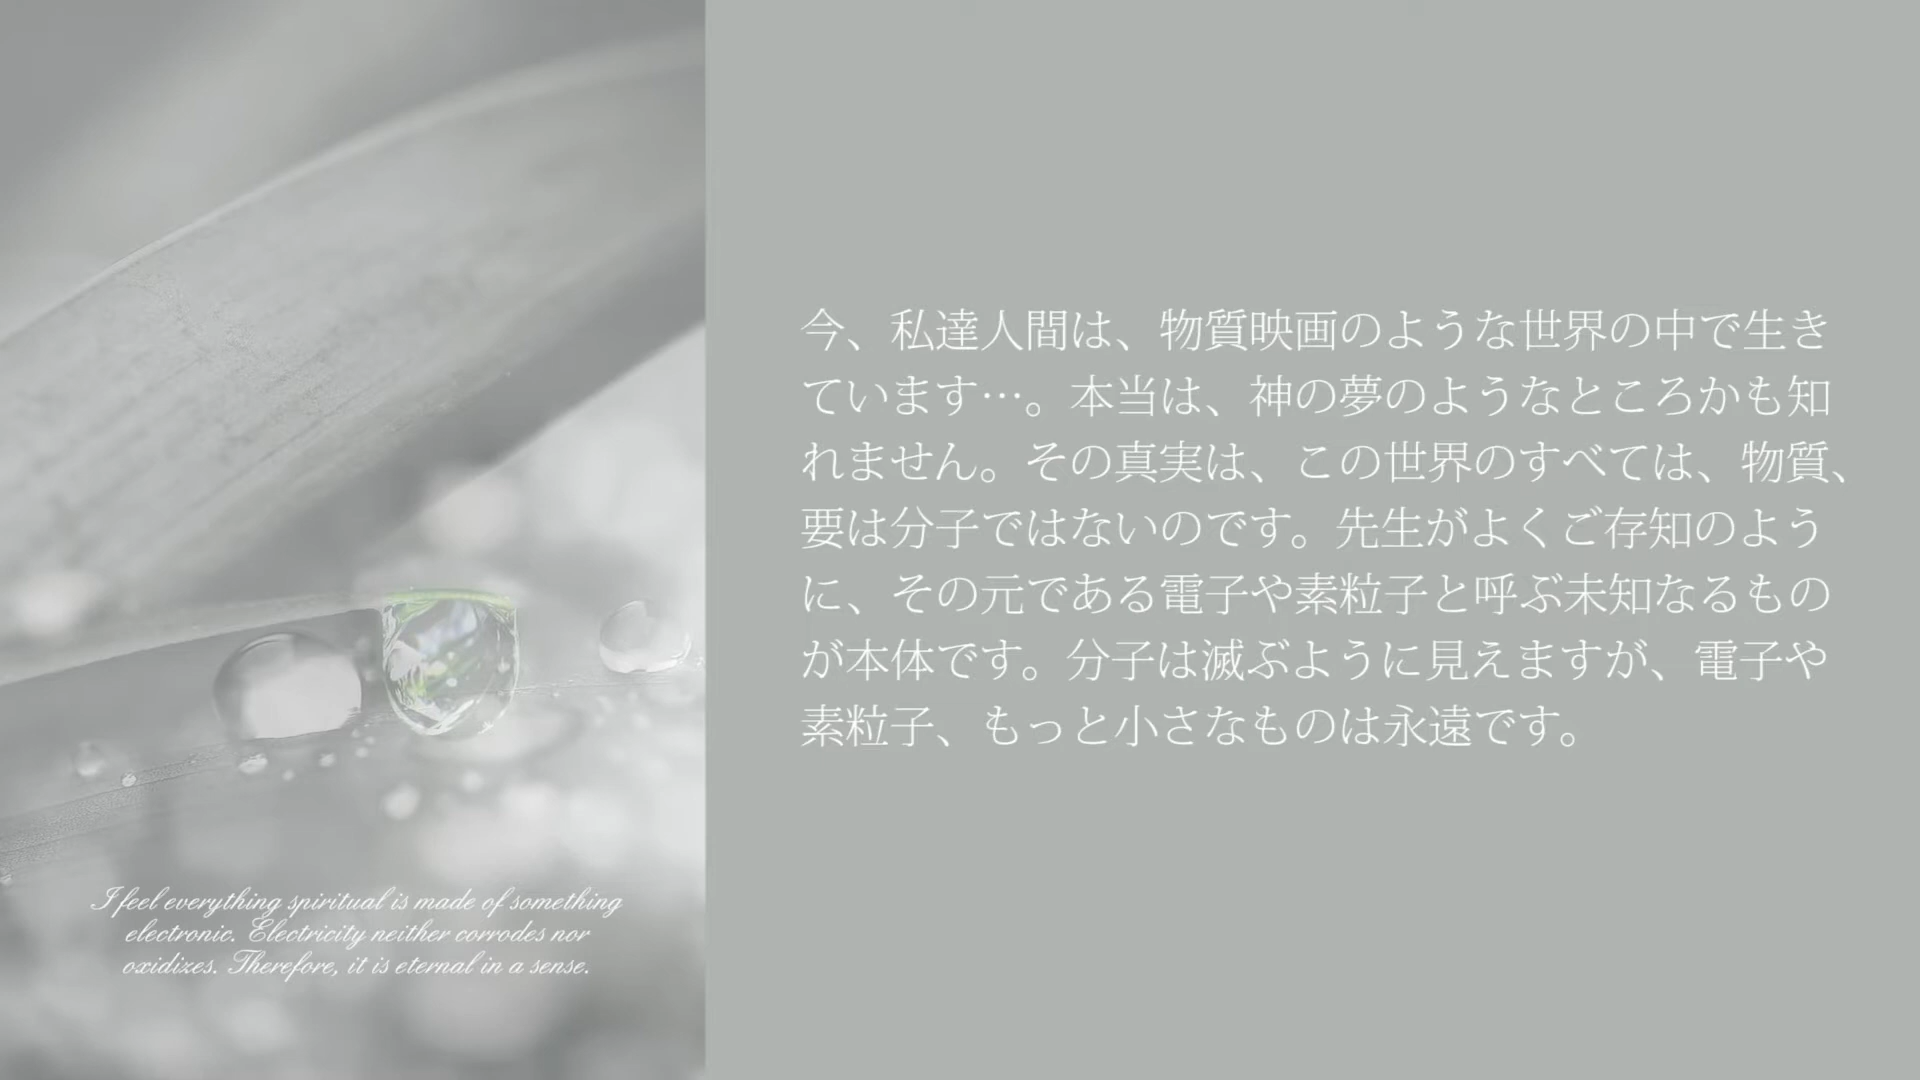 今、私達人間は、物質映画のような世界の中で生き
ています…。本当は、神の夢のようなところかも知
れません。その真実は、この世界のすべては、物質、
要は分子ではないのです。先生がよくご存知のよう
に、その元である電子や素粒子と呼ぶ未知なるもの
が本体です。分子は滅ぶように見えますが、電子や
素粒子、もっと小さなものは永遠です。
I feel everything spiritual is made of something
electronic. Electricity neither corrodes nor
oxidizes. Therefore, it is eternal in a sense.